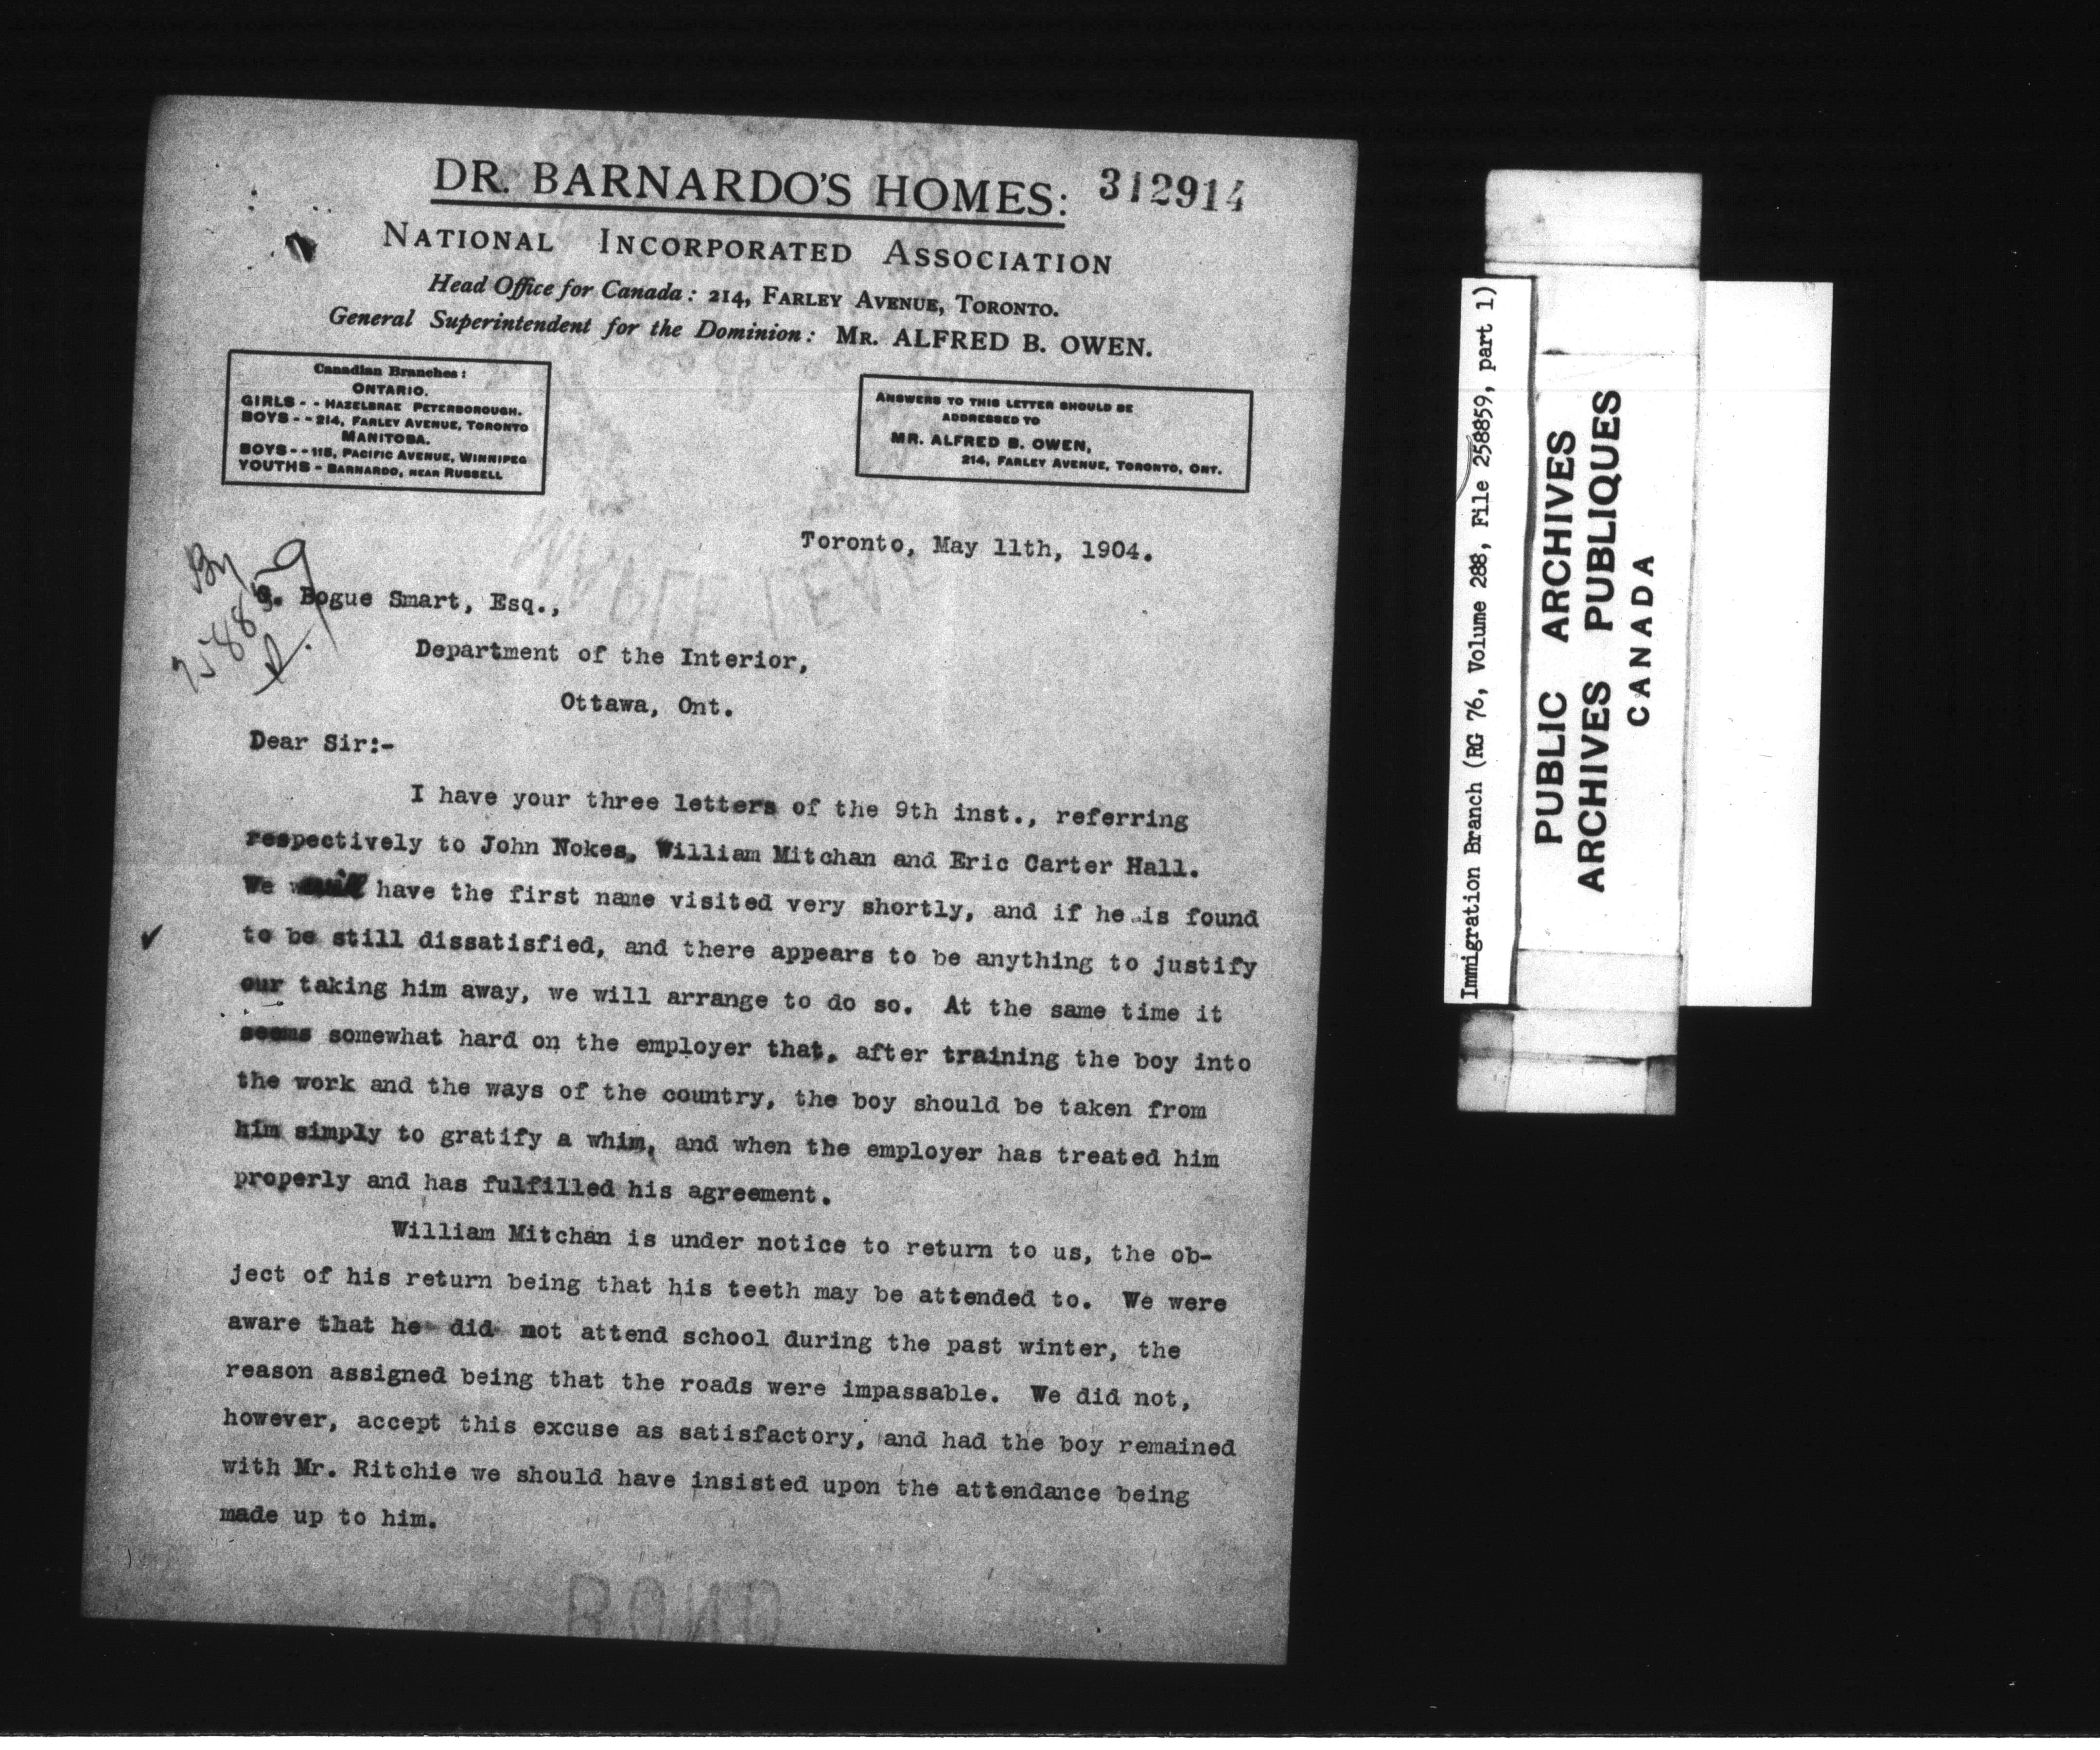 DR. BARNARDO'S HOMES: 312914
NATIONAL INCORPORATED ASSOCIATION
Head Office for Canada: 214, FARLEY AVENUE, TORONTO.
General Superintendent for the Dominion: MR. ALFRED B. OWEN.
Canadian Branches:
ONTARIO.
GIRLS - - HAZELBRAE PETERBOROUGH.
BOYS - - 214, FARLEY AVENUE, TORONTO
MANITOBA.
BOYS - - 115, PACIFIC AVENUE, WINNIPEG
YOUTHS - BARNARDO, NEAR RUSSELL
ANSWERS TO THIS LETTER SHOULD BE
ADDRESSED TO
MR. ALFRED B. OWEN,
214, FARLEY AVENUE, TORONTO, ONT.
Toronto, May 11th, 1904.
G. Bogue Smart, Esq.,
Department of the Interior,
Ottawa, Ont.
Dear Sir:-
I have your three letters of the 9th inst., referring
respectively to John Nokes, William Mitchan and Eric Carter Hall.
We will have the first name visited very shortly, and if he is found
to be still dissatisfied, and there appears to be anything to justify
our taking him away, we will arrange to do so. At the same time it
seems somewhat hard on the employer that, after training the boy into
the work and the ways of the country, the boy should be taken from
him simply to gratify a whim, and when the employer has treated him
properly and has fulfilled his agreement.
William Mitchan is under notice to return to us, the ob-
ject of his return being that his teeth may be attended to. We were
aware that he did not attend school during the past winter, the
reason assigned being that the roads were impassable. We did not,
however, accept this excuse as satisfactory, and had the boy remained
with Mr. Ritchie we should have insisted upon the attendance being
made up to him.
MAPLE LEAF
BOND
Immigration Branch (RG 76, Volume 288, File 258859, part 1)
PUBLIC ARCHIVES
ARCHIVES PUBLIQUES
CANADA